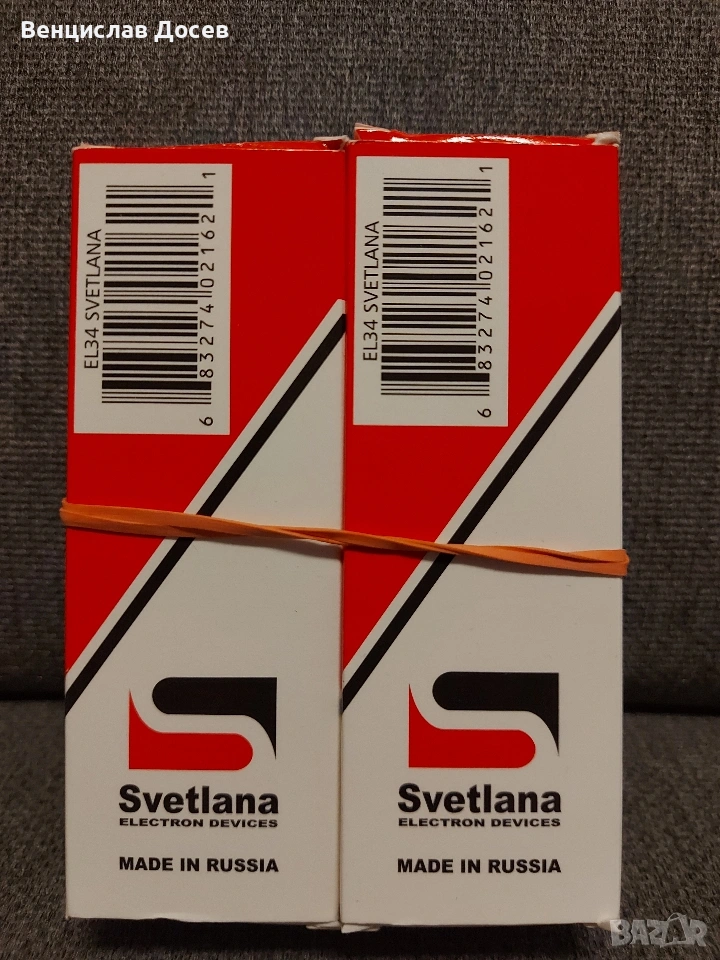 Венцислав Досев
EL34 SVETLANA
6 83274 02162 1
EL34 SVETLANA
6 83274 02162 1
Svetlana
ELECTRON DEVICES
MADE IN RUSSIA
Svetlana
ELECTRON DEVICES
MADE IN RUSSIA
BAZAR